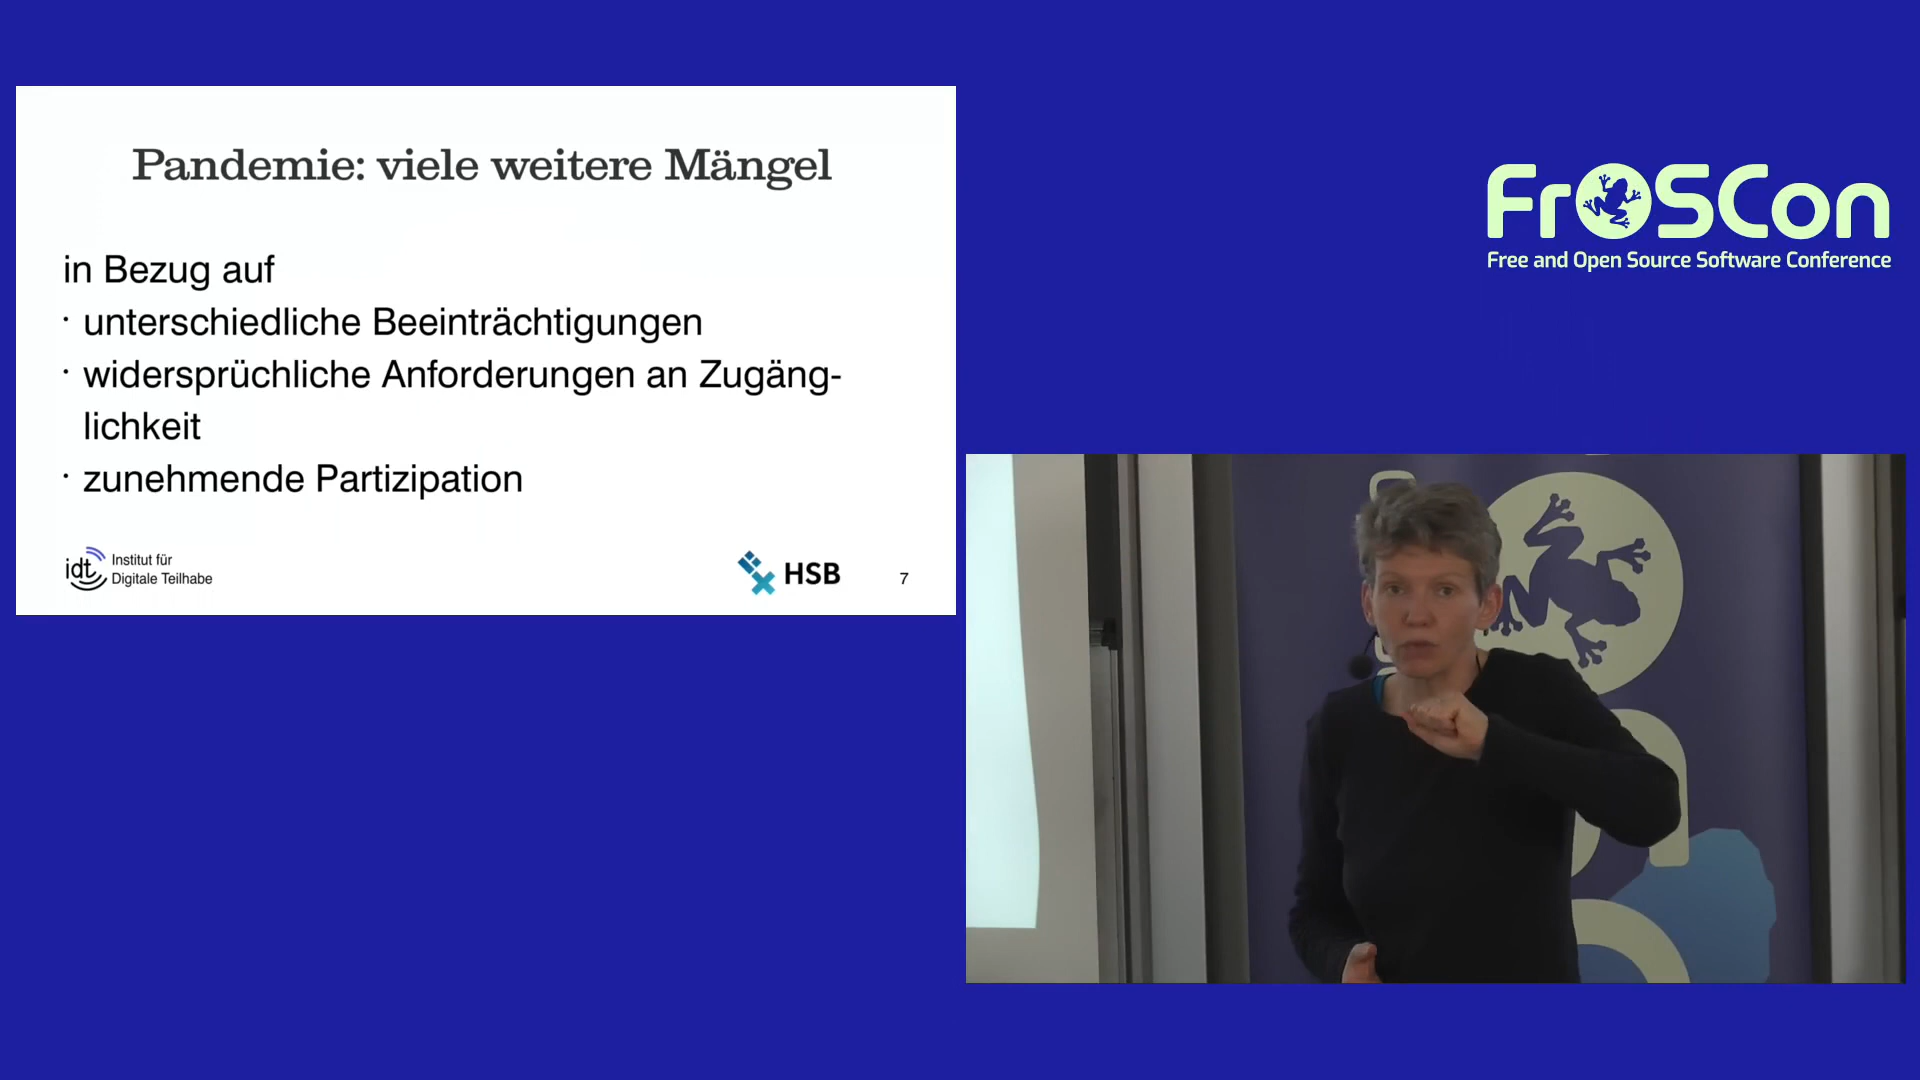 Pandemie: viele weitere Mängel
in Bezug auf
· unterschiedliche Beeinträchtigungen
· widersprüchliche Anforderungen an Zugäng-
lichkeit
· zunehmende Partizipation
idt Institut für
Digitale Teilhabe
HSB
7
FrOSCon
Free and Open Source Software Conference